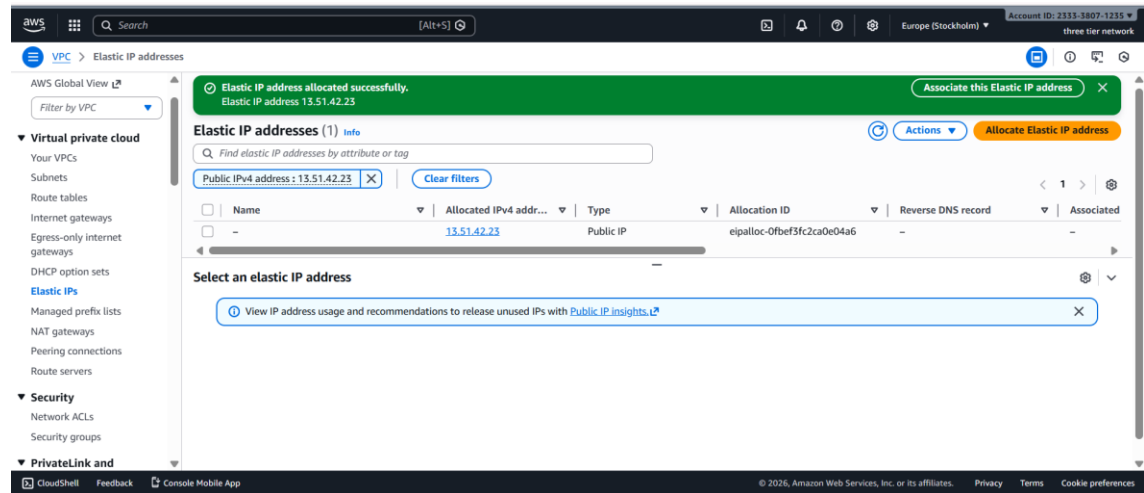 aws
Search
[Alt+S]
Europe (Stockholm)
Account ID: 2333-3807-1235
three tier network
VPC > Elastic IP addresses
AWS Global View
Filter by VPC
Virtual private cloud
Your VPCs
Subnets
Route tables
Internet gateways
Egress-only internet
gateways
DHCP option sets
Elastic IPs
Managed prefix lists
NAT gateways
Peering connections
Route servers
Security
Network ACLs
Security groups
PrivateLink and
Elastic IP address allocated successfully.
Elastic IP address 13.51.42.23
Associate this Elastic IP address
Elastic IP addresses (1) Info
Actions
Allocate Elastic IP address
Find elastic IP addresses by attribute or tag
Public IPv4 address : 13.51.42.23
Clear filters
1
Name Allocated IPv4 addr... Type Allocation ID Reverse DNS record Associated
– 13.51.42.23 Public IP eipalloc-0fbef3fc2ca0e04a6 – –
Select an elastic IP address
View IP address usage and recommendations to release unused IPs with Public IP insights.
CloudShell Feedback Console Mobile App
© 2026, Amazon Web Services, Inc. or its affiliates. Privacy Terms Cookie preferences